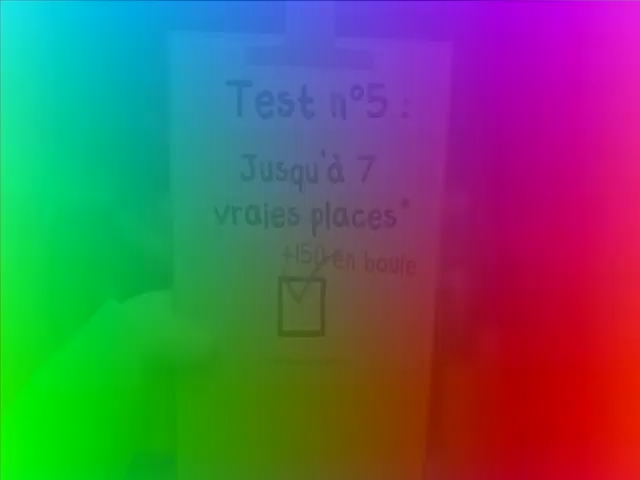 Test n°5 :
Jusqu'à 7
vraies places*
+150 en boule